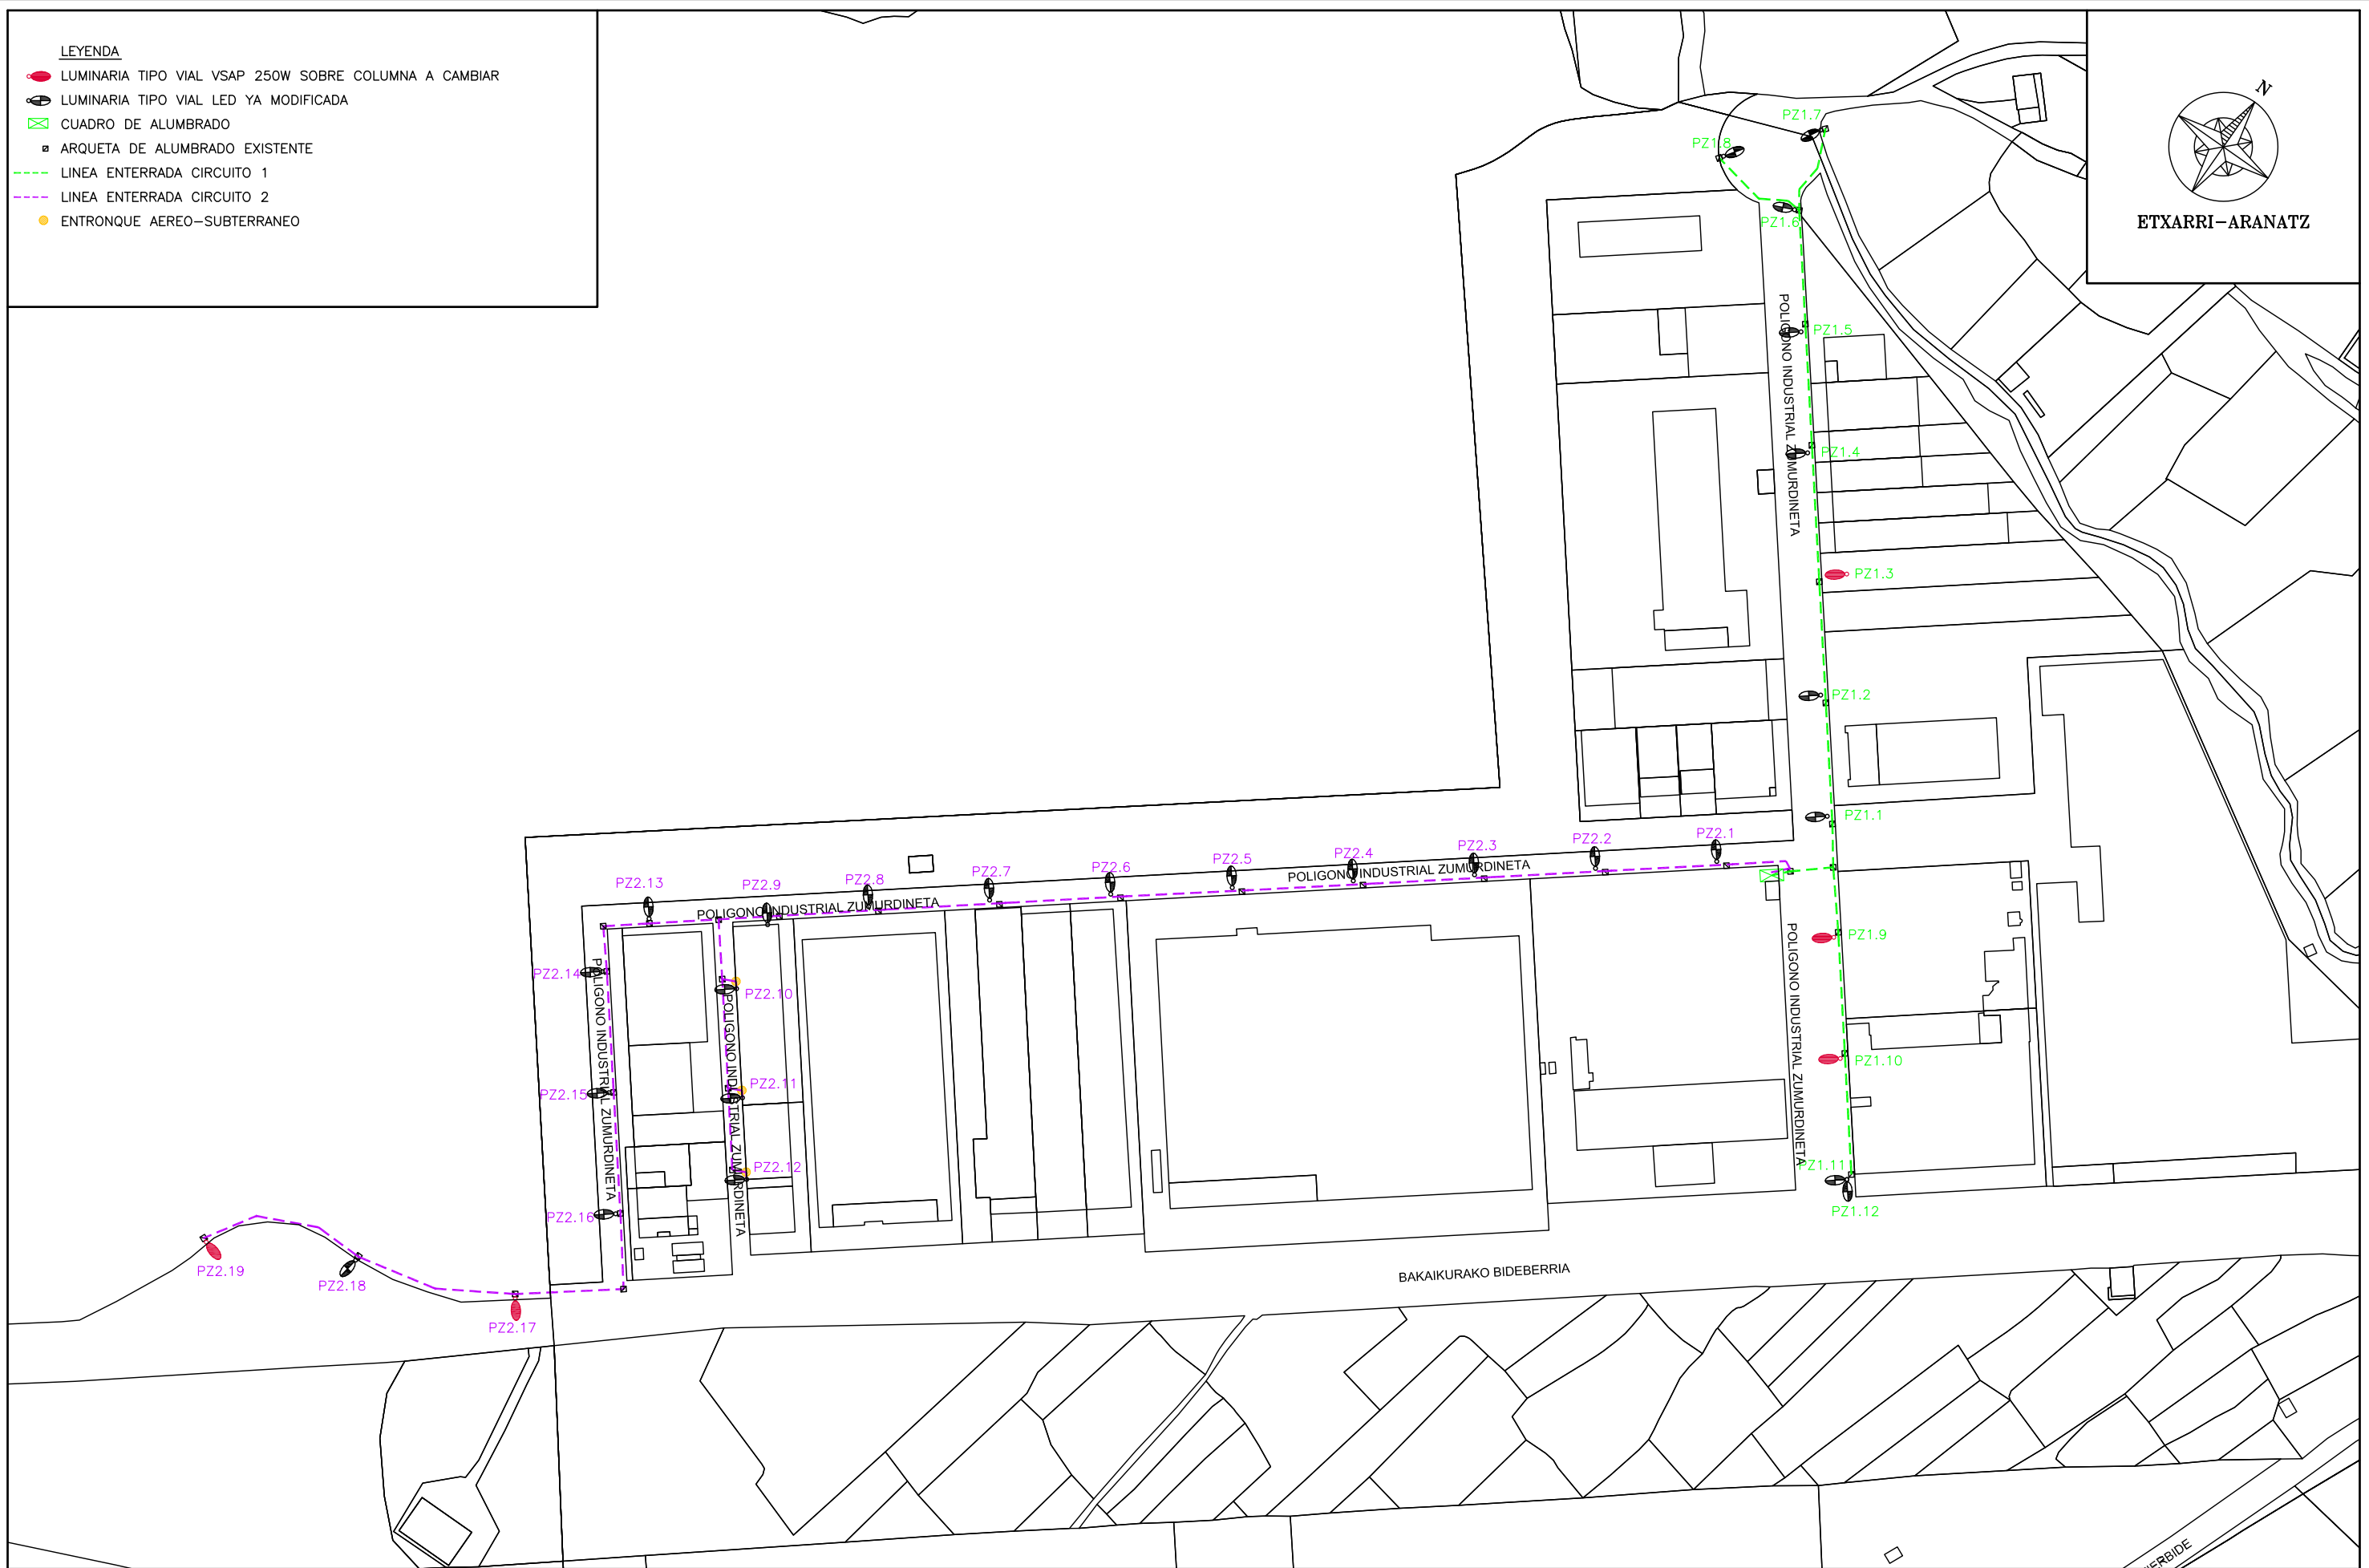 LEYENDA
LUMINARIA TIPO VIAL VSAP 250W SOBRE COLUMNA A CAMBIAR
LUMINARIA TIPO VIAL LED YA MODIFICADA
CUADRO DE ALUMBRADO
ARQUETA DE ALUMBRADO EXISTENTE
LINEA ENTERRADA CIRCUITO 1
LINEA ENTERRADA CIRCUITO 2
ENTRONQUE AEREO-SUBTERRANEO
N
ETXARRI-ARANATZ
PZ1.7
PZ1.8
PZ1.6
PZ1.5
POLIGONO INDUSTRIAL ZUMURDINETA
PZ1.4
PZ1.3
PZ1.2
PZ1.1
PZ2.1
PZ2.2
PZ2.3
PZ2.4
PZ2.5
PZ2.6
PZ2.7
PZ2.8
PZ2.9
PZ2.13
POLIGONO INDUSTRIAL ZUMURDINETA
POLIGONO INDUSTRIAL ZUMURDINETA
PZ1.9
PZ2.14
PZ2.10
POLIGONO INDUSTRIAL ZUMURDINETA
POLIGONO INDUSTRIAL ZUMURDINETA
POLIGONO INDUSTRIAL ZUMURDINETA
PZ1.10
PZ2.15
PZ2.11
PZ2.12
PZ1.11
PZ1.12
PZ2.16
PZ2.19
PZ2.18
PZ2.17
BAKAIKURAKO BIDEBERRIA